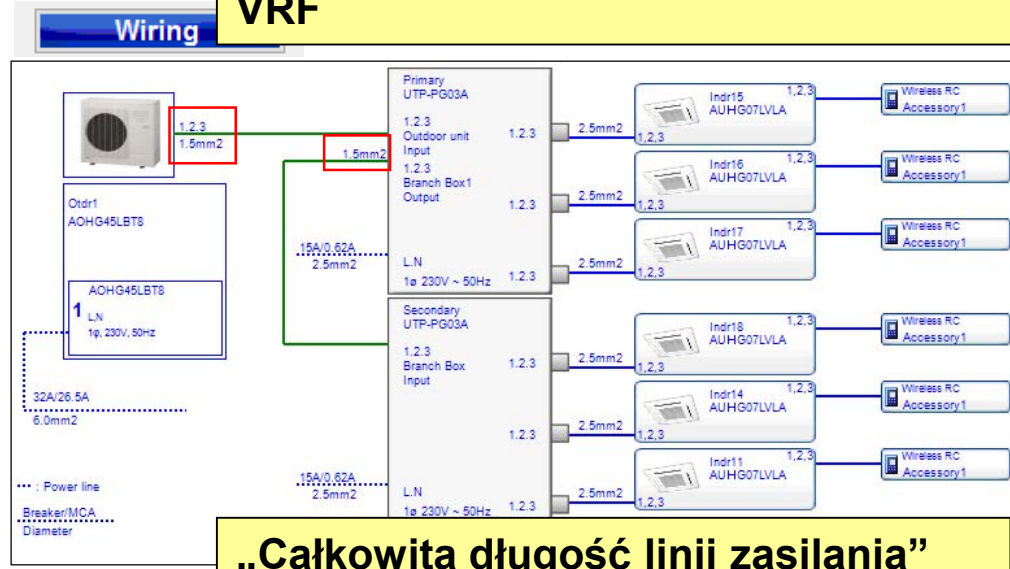 VRF
Wiring
1.2.3
1.5mm2
Otdr1
AOHG45LBT8
AOHG45LBT8
1 L,N
1φ, 230V, 50Hz
32A/26.5A
6.0mm2
••• : Power line
Breaker/MCA
Diameter
1.5mm2
Primary
UTP-PG03A
1.2.3
Outdoor unit
Input
1.2.3
Branch Box1
Output
L.N
1ø 230V ~ 50Hz
1.2.3
1.2.3
1.2.3
15A/0.62A
2.5mm2
2.5mm2
1,2,3
Indr15
AUHG07LVLA
1,2,3
Wireless RC
Accessory1
2.5mm2
1,2,3
Indr16
AUHG07LVLA
1,2,3
Wireless RC
Accessory1
2.5mm2
1,2,3
Indr17
AUHG07LVLA
1,2,3
Wireless RC
Accessory1
Secondary
UTP-PG03A
1.2.3
Branch Box
Input
L.N
1ø 230V ~ 50Hz
1.2.3
1.2.3
1.2.3
15A/0.62A
2.5mm2
2.5mm2
1,2,3
Indr18
AUHG07LVLA
1,2,3
Wireless RC
Accessory1
2.5mm2
1,2,3
Indr14
AUHG07LVLA
1,2,3
Wireless RC
Accessory1
2.5mm2
1,2,3
Indr11
AUHG07LVLA
1,2,3
Wireless RC
Accessory1
„Całkowita długość linii zasilania”